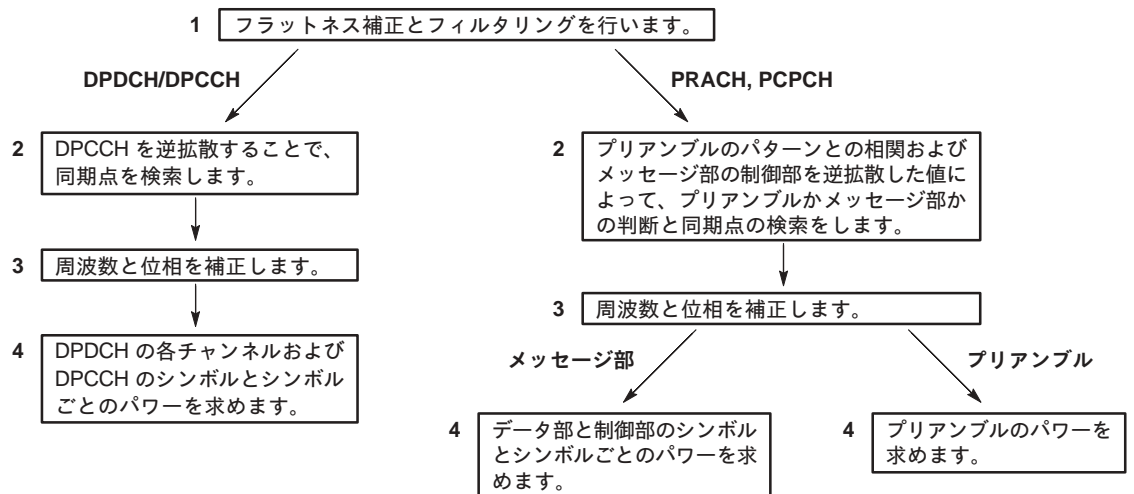 1 フラットネス補正とフィルタリングを行います。
DPDCH/DPCCH
PRACH, PCPCH
2 DPCCH を逆拡散することで、
同期点を検索します。
3 周波数と位相を補正します。
4 DPDCH の各チャンネルおよび
DPCCH のシンボルとシンボル
ごとのパワーを求めます。
2 プリアンブルのパターンとの相関および
メッセージ部の制御部を逆拡散した値に
よって、プリアンブルかメッセージ部か
の判断と同期点の検索をします。
3 周波数と位相を補正します。
メッセージ部
プリアンブル
4 データ部と制御部のシンボル
とシンボルごとのパワーを求
めます。
4 プリアンブルのパワーを
求めます。